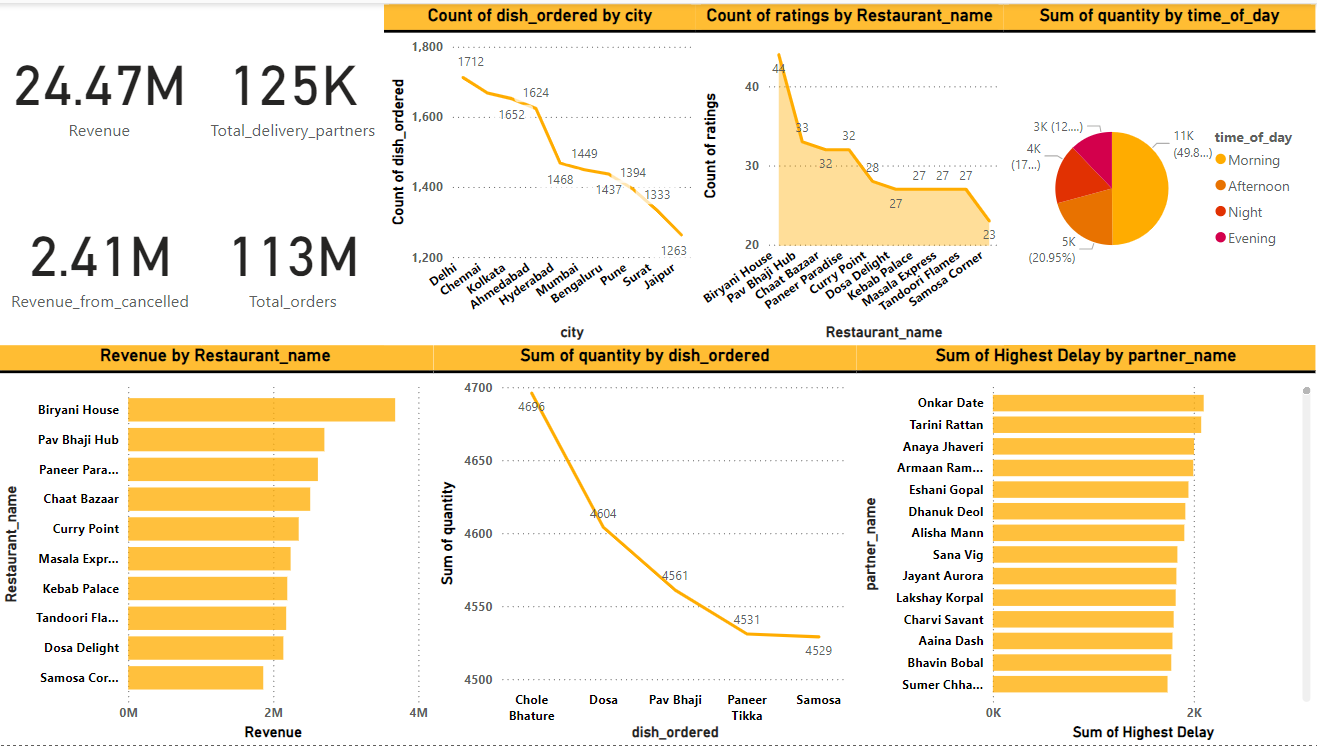 24.47M
Revenue
125K
Total_delivery_partners
2.41M
Revenue_from_cancelled
113M
Total_orders
Count of dish_ordered by city
Count of dish_ordered
1,800
1,600
1,400
1,200
1712
1652
1624
1468
1449
1437
1394
1333
1263
Delhi
Chennai
Kolkata
Ahmedabad
Hyderabad
Mumbai
Bengaluru
Pune
Surat
Jaipur
city
Count of ratings by Restaurant_name
Count of ratings
40
30
20
44
33
32
32
28
27
27
27
27
23
Biryani House
Pav Bhaji Hub
Chaat Bazaar
Paneer Paradise
Curry Point
Dosa Delight
Kebab Palace
Masala Express
Tandoori Flames
Samosa Corner
Restaurant_name
Sum of quantity by time_of_day
3K (12....)
4K
(17...)
5K
(20.95%)
11K
(49.8...)
time_of_day
Morning
Afternoon
Night
Evening
Revenue by Restaurant_name
Restaurant_name
Biryani House
Pav Bhaji Hub
Paneer Para...
Chaat Bazaar
Curry Point
Masala Expr...
Kebab Palace
Tandoori Fla...
Dosa Delight
Samosa Cor...
0M
2M
4M
Revenue
Sum of quantity by dish_ordered
Sum of quantity
4700
4650
4600
4550
4500
4696
4604
4561
4531
4529
Chole
Bhature
Dosa
Pav Bhaji
Paneer
Tikka
Samosa
dish_ordered
Sum of Highest Delay by partner_name
partner_name
Onkar Date
Tarini Rattan
Anaya Jhaveri
Armaan Ram...
Eshani Gopal
Dhanuk Deol
Alisha Mann
Sana Vig
Jayant Aurora
Lakshay Korpal
Charvi Savant
Aaina Dash
Bhavin Bobal
Sumer Chha...
0K
2K
Sum of Highest Delay